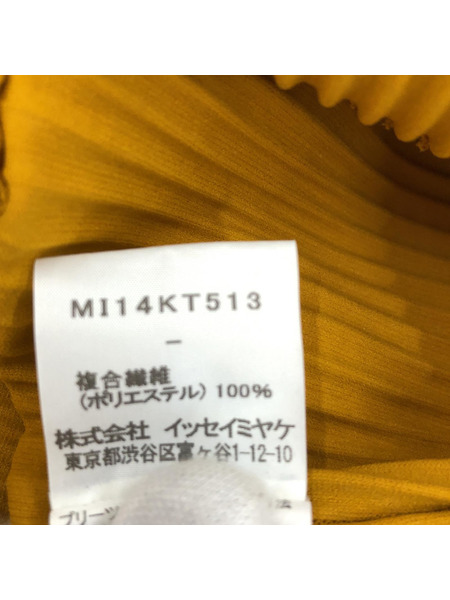 MI14KT513
—
複合繊維
(ポリエステル) 100%
株式会社 イッセイミヤケ
東京都渋谷区富ヶ谷1-12-10
プリーツ